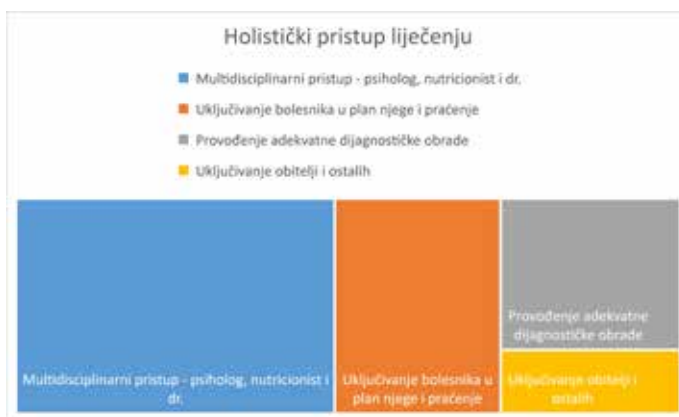 Holistički pristup liječenju
Multidisciplinarni pristup - psiholog, nutricionist i dr.
Uključivanje bolesnika u plan njege i praćenje
Provođenje adekvatne dijagnostičke obrade
Uključivanje obitelji i ostalih
Multidisciplinarni pristup - psiholog, nutricionist i
dr.
Uključivanje bolesnika u
plan njege i praćenje
Provođenje adekvatne
dijagnostičke obrade
Uključivanje obitelji i
ostalih